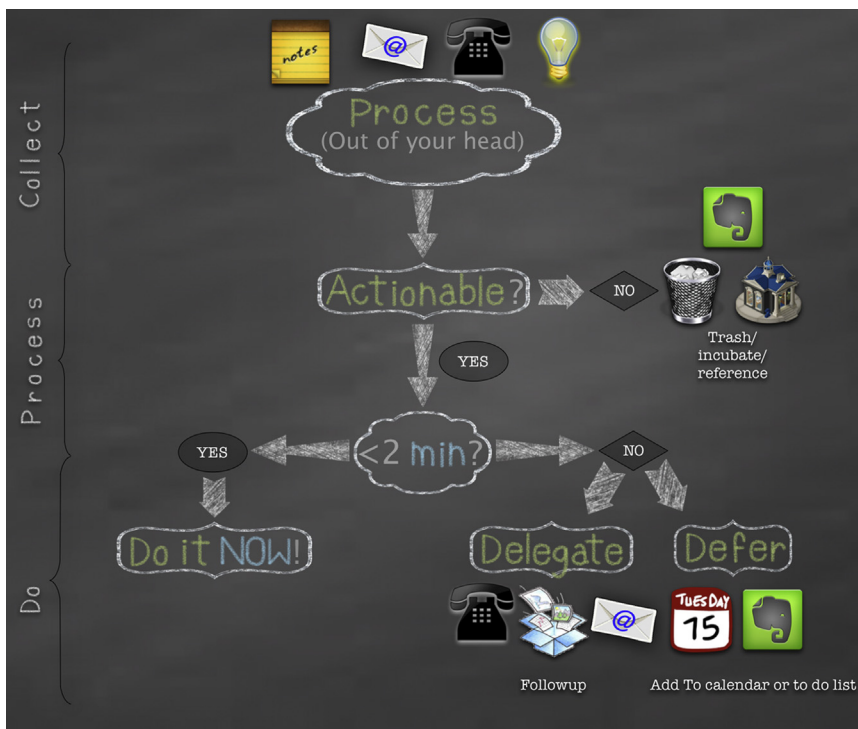 notes
@
Collect
Process
(Out of your head)
Actionable?
NO
Trash/
incubate/
reference
YES
Process
YES
<2 min?
NO
Do it NOW!
Delegate
Defer
Do
@
TUESDAY
15
Followup
Add To calendar or to do list